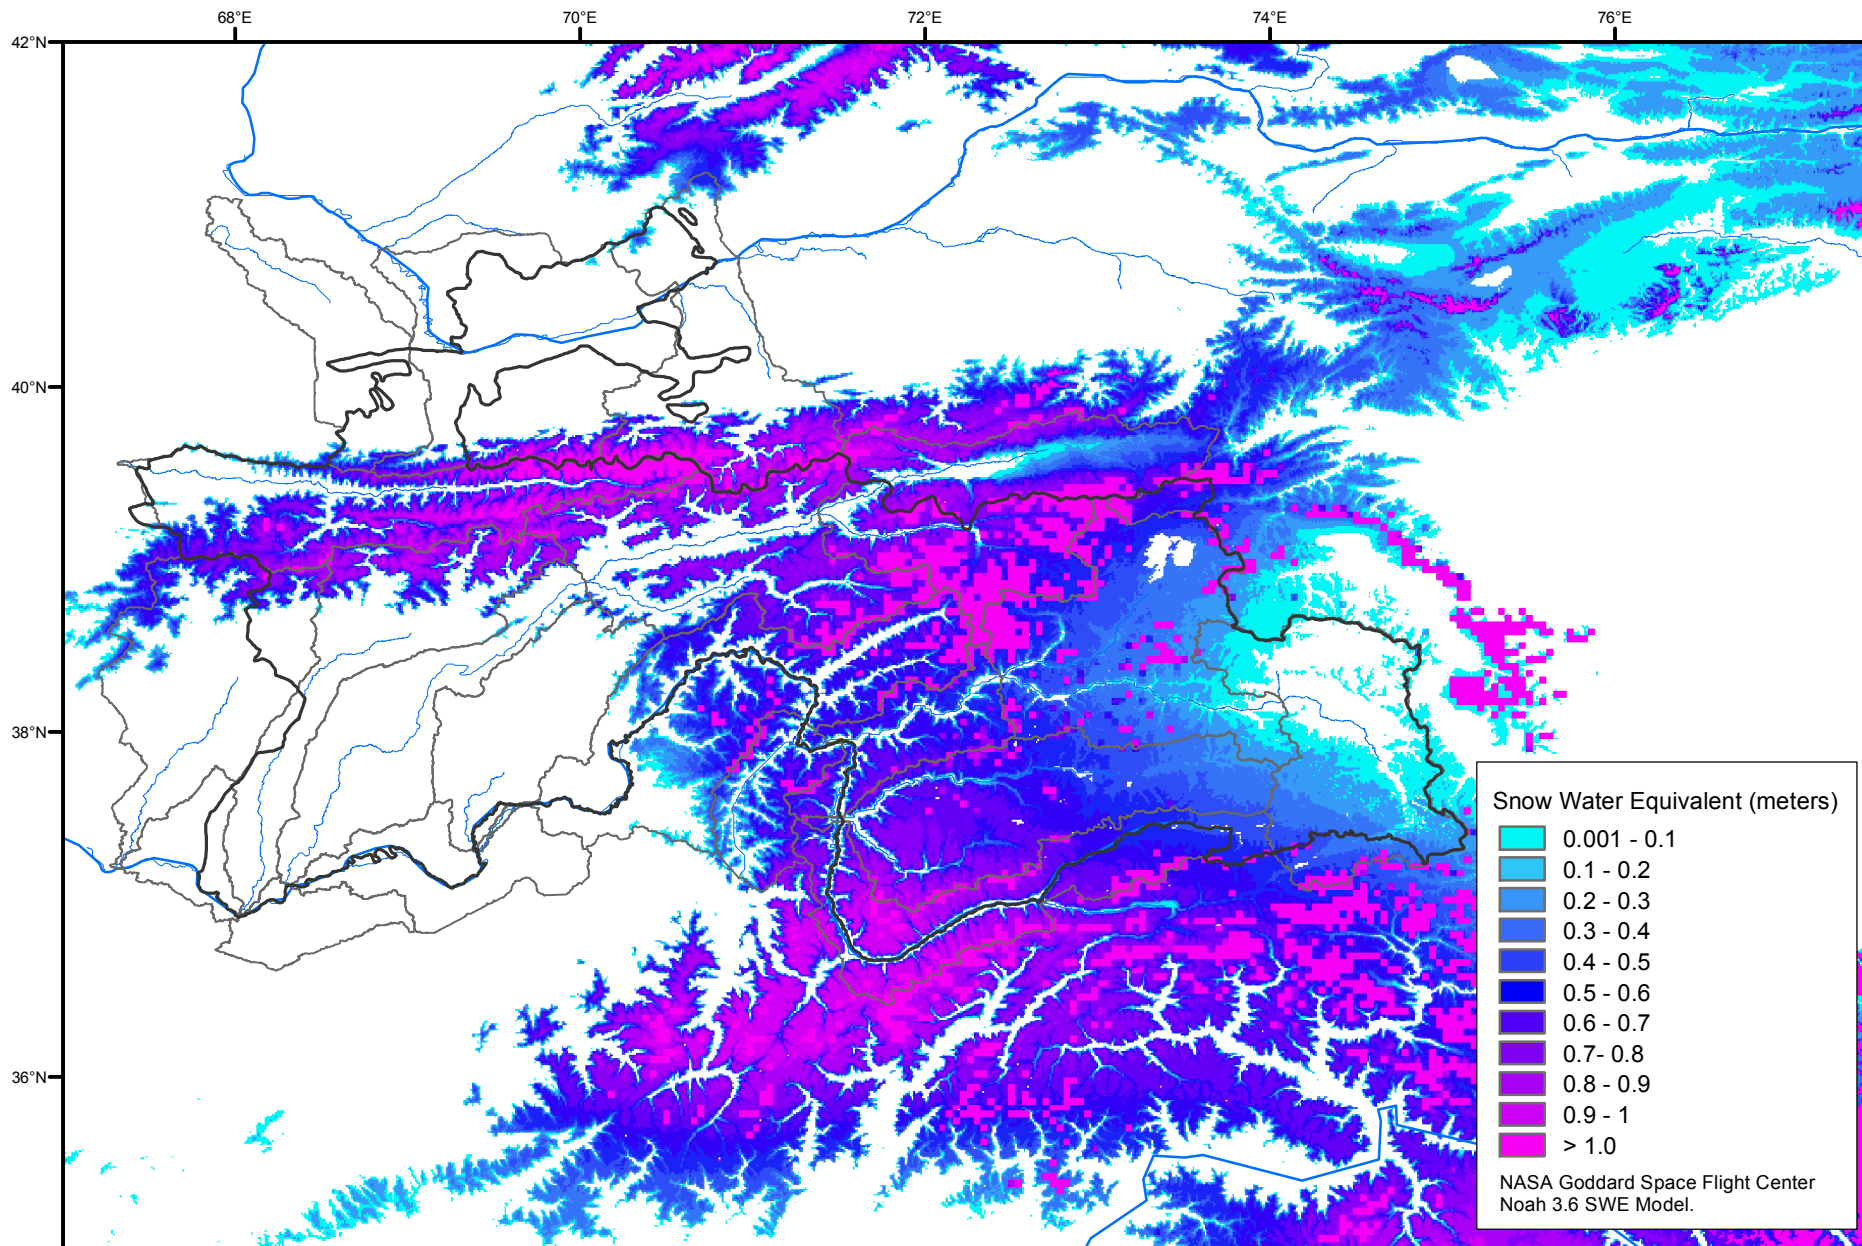 68°E
70°E
72°E
74°E
76°E
42°N
40°N
38°N
36°N
Snow Water Equivalent (meters)
0.001 - 0.1
0.1 - 0.2
0.2 - 0.3
0.3 - 0.4
0.4 - 0.5
0.5 - 0.6
0.6 - 0.7
0.7- 0.8
0.8 - 0.9
0.9 - 1
> 1.0
NASA Goddard Space Flight Center
Noah 3.6 SWE Model.